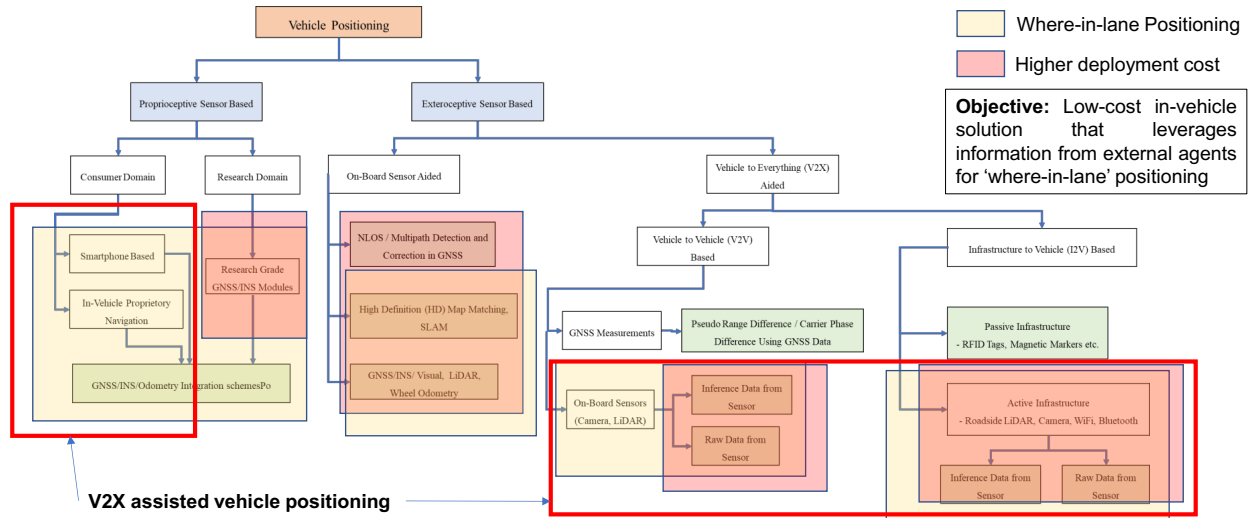 Vehicle Positioning
Where-in-lane Positioning
Higher deployment cost
Objective: Low-cost in-vehicle
solution that leverages
information from external agents
for ‘where-in-lane’ positioning
Proprioceptive Sensor Based
Exteroceptive Sensor Based
Consumer Domain
Research Domain
On-Board Sensor Aided
Vehicle to Everything (V2X)
Aided
Smartphone Based
In-Vehicle Proprietory
Navigation
Research Grade
GNSS/INS Modules
GNSS/INS/Odometry Integration schemesPo
NLOS / Multipath Detection and
Correction in GNSS
High Definition (HD) Map Matching,
SLAM
GNSS/INS/ Visual, LiDAR,
Wheel Odometry
Vehicle to Vehicle (V2V)
Based
Infrastructure to Vehicle (I2V) Based
GNSS Measurements
Pseudo Range Difference / Carrier Phase
Difference Using GNSS Data
Passive Infrastructure
- RFID Tags, Magnetic Markers etc.
On-Board Sensors
(Camera, LiDAR)
Inference Data from
Sensor
Raw Data from
Sensor
Active Infrastructure
- Roadside LiDAR, Camera, WiFi, Bluetooth
Inference Data from
Sensor
Raw Data from
Sensor
V2X assisted vehicle positioning